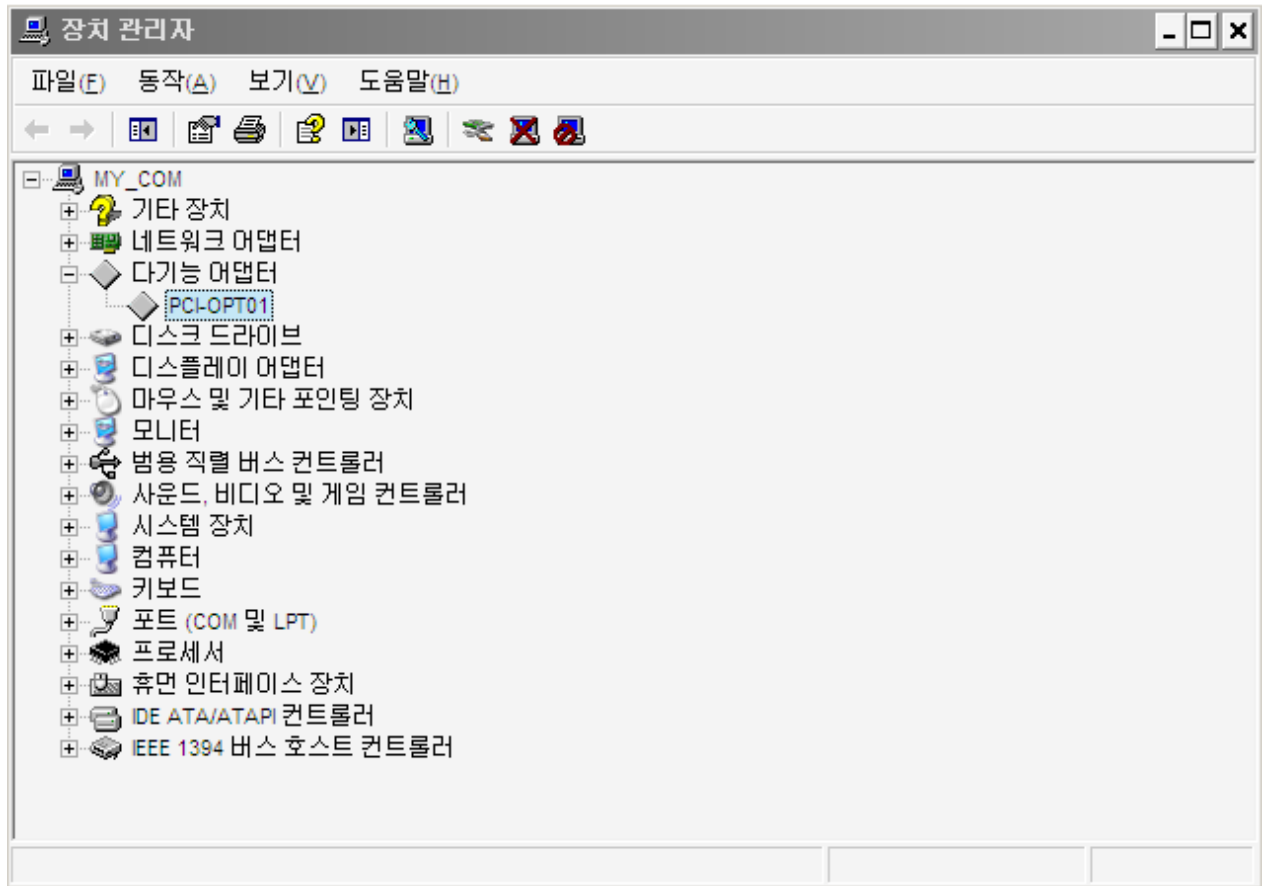 장치 관리자
파일(F) 동작(A) 보기(V) 도움말(H)
MY_COM
기타 장치
네트워크 어댑터
다기능 어댑터
PCI-OPT01
디스크 드라이브
디스플레이 어댑터
마우스 및 기타 포인팅 장치
모니터
범용 직렬 버스 컨트롤러
사운드, 비디오 및 게임 컨트롤러
시스템 장치
컴퓨터
키보드
포트 (COM 및 LPT)
프로세서
휴먼 인터페이스 장치
IDE ATA/ATAPI 컨트롤러
IEEE 1394 버스 호스트 컨트롤러